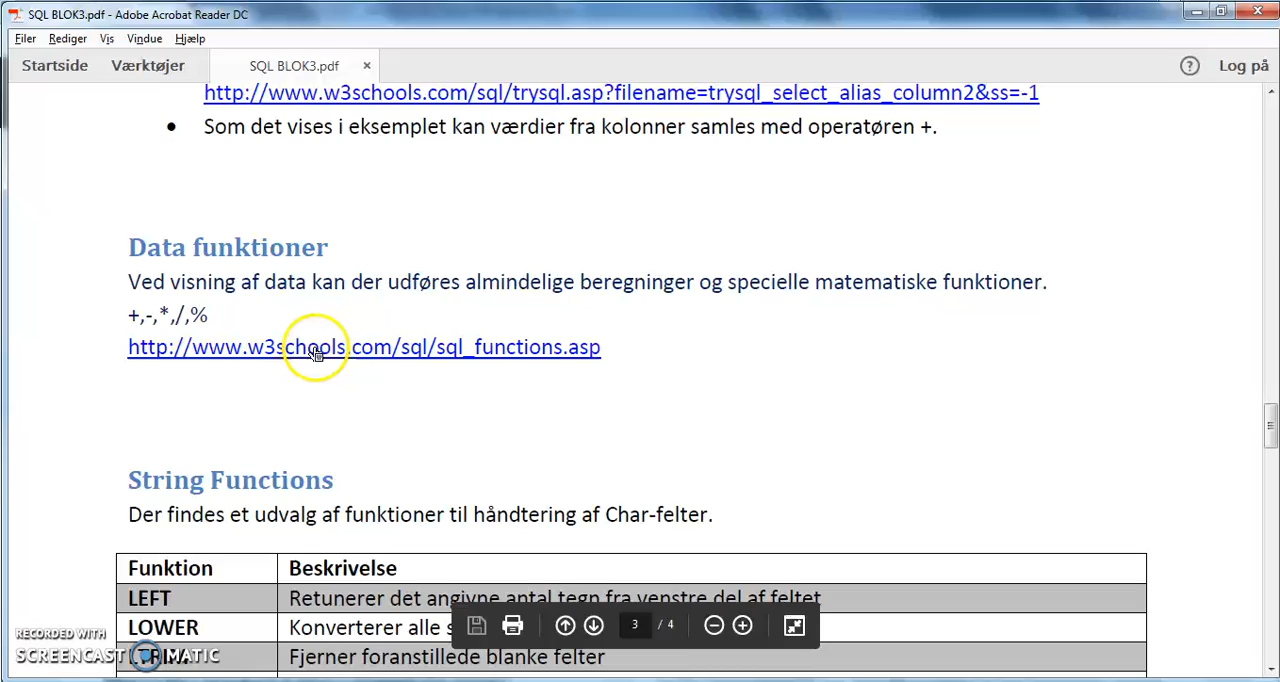 SQL BLOK3.pdf - Adobe Acrobat Reader DC
Filer Rediger Vis Vindue Hjælp
Startside Værktøjer SQL BLOK3.pdf × ? Log på
http://www.w3schools.com/sql/trysql.asp?filename=trysql_select_alias_column2&ss=-1
• Som det vises i eksemplet kan værdier fra kolonner samles med operatøren +.
Data funktioner
Ved visning af data kan der udføres almindelige beregninger og specielle matematiske funktioner.
+,-,*,/,%
http://www.w3schools.com/sql/sql_functions.asp
String Functions
Der findes et udvalg af funktioner til håndtering af Char-felter.
Funktion Beskrivelse
LEFT Retunerer det angivne antal tegn fra venstre del af feltet
3 / 4
LOWER Konverterer alle
RECORDED WITH
SCREENCAST MATIC
Fjerner foranstillede blanke felter